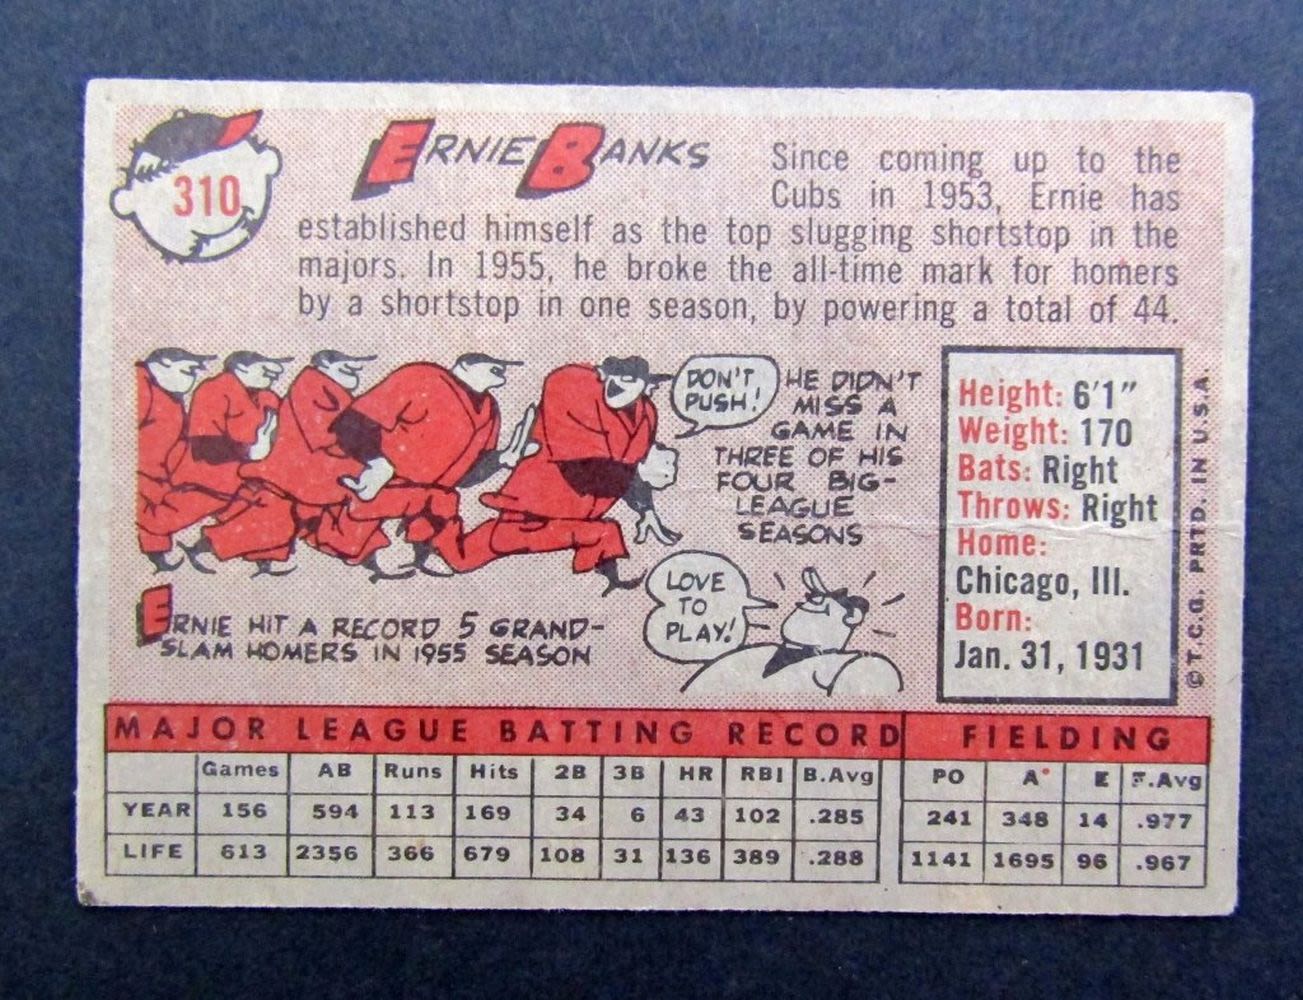 310
ERNIE BANKS
Since coming up to the
Cubs in 1953, Ernie has
established himself as the top slugging shortstop in the
majors. In 1955, he broke the all-time mark for homers
by a shortstop in one season, by powering a total of 44.
DON'T
PUSH!
HE DIDN'T
MISS A
GAME IN
THREE OF HIS
FOUR BIG-
LEAGUE
SEASONS
LOVE
TO
PLAY!
ERNIE HIT A RECORD 5 GRAND-
SLAM HOMERS IN 1955 SEASON
Height: 6'1"
Weight: 170
Bats: Right
Throws: Right
Home:
Chicago, Ill.
Born:
Jan. 31, 1931
© T.C.G. PRTD. IN U.S.A.
MAJOR LEAGUE BATTING RECORD FIELDING
Games AB Runs Hits 2B 3B HR RBI B.Avg PO A E F.Avg
YEAR 156 594 113 169 34 6 43 102 .285 241 348 14 .977
LIFE 613 2356 366 679 108 31 136 389 .288 1141 1695 96 .967